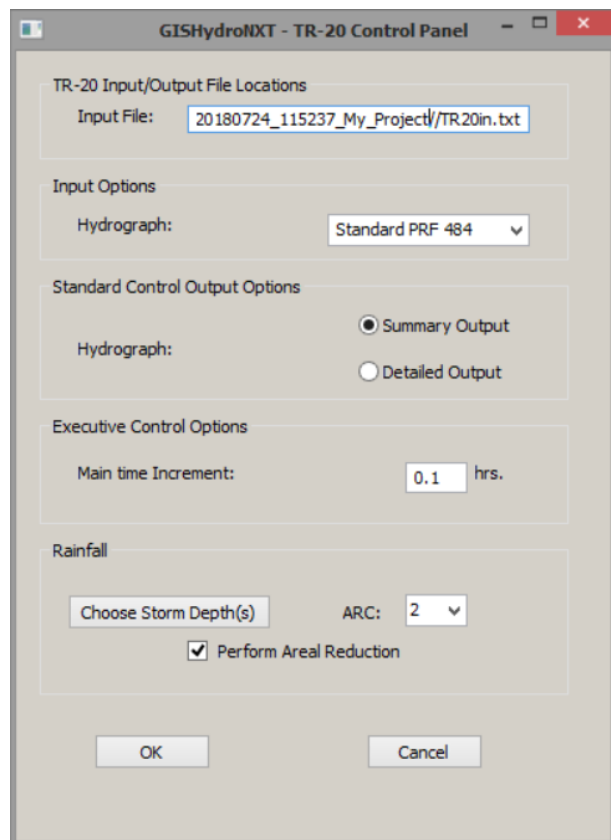 GISHydroNXT - TR-20 Control Panel
TR-20 Input/Output File Locations
Input File: 20180724_115237_My_Project//TR20in.txt
Input Options
Hydrograph: Standard PRF 484
Standard Control Output Options
Summary Output
Hydrograph:
Detailed Output
Executive Control Options
Main time Increment: 0.1 hrs.
Rainfall
Choose Storm Depth(s) ARC: 2
Perform Areal Reduction
OK Cancel